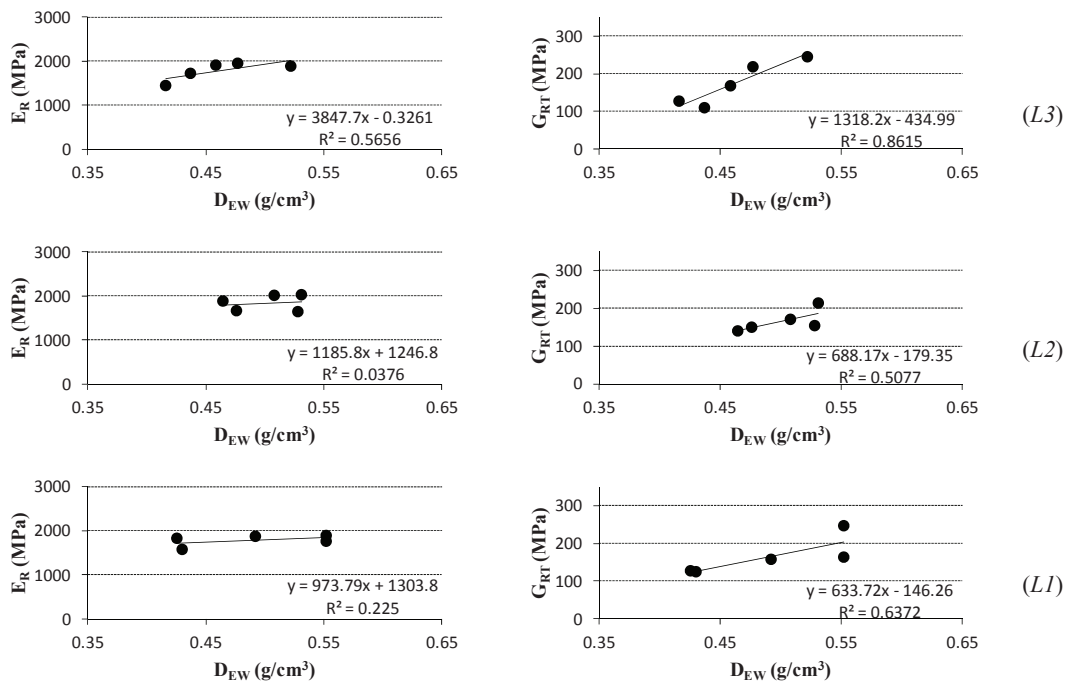 3000
2000
1000
0
E_R (MPa)
y = 3847.7x - 0.3261
R² = 0.5656
0.35 0.45 0.55 0.65
D_EW (g/cm³)
300
200
100
0
G_RT (MPa)
y = 1318.2x - 434.99
R² = 0.8615
0.35 0.45 0.55 0.65
D_EW (g/cm³)
(L3)
3000
2000
1000
0
E_R (MPa)
y = 1185.8x + 1246.8
R² = 0.0376
0.35 0.45 0.55 0.65
D_EW (g/cm³)
300
200
100
0
G_RT (MPa)
y = 688.17x - 179.35
R² = 0.5077
0.35 0.45 0.55 0.65
D_EW (g/cm³)
(L2)
3000
2000
1000
0
E_R (MPa)
y = 973.79x + 1303.8
R² = 0.225
0.35 0.45 0.55 0.65
D_EW (g/cm³)
300
200
100
0
G_RT (MPa)
y = 633.72x - 146.26
R² = 0.6372
0.35 0.45 0.55 0.65
D_EW (g/cm³)
(L1)